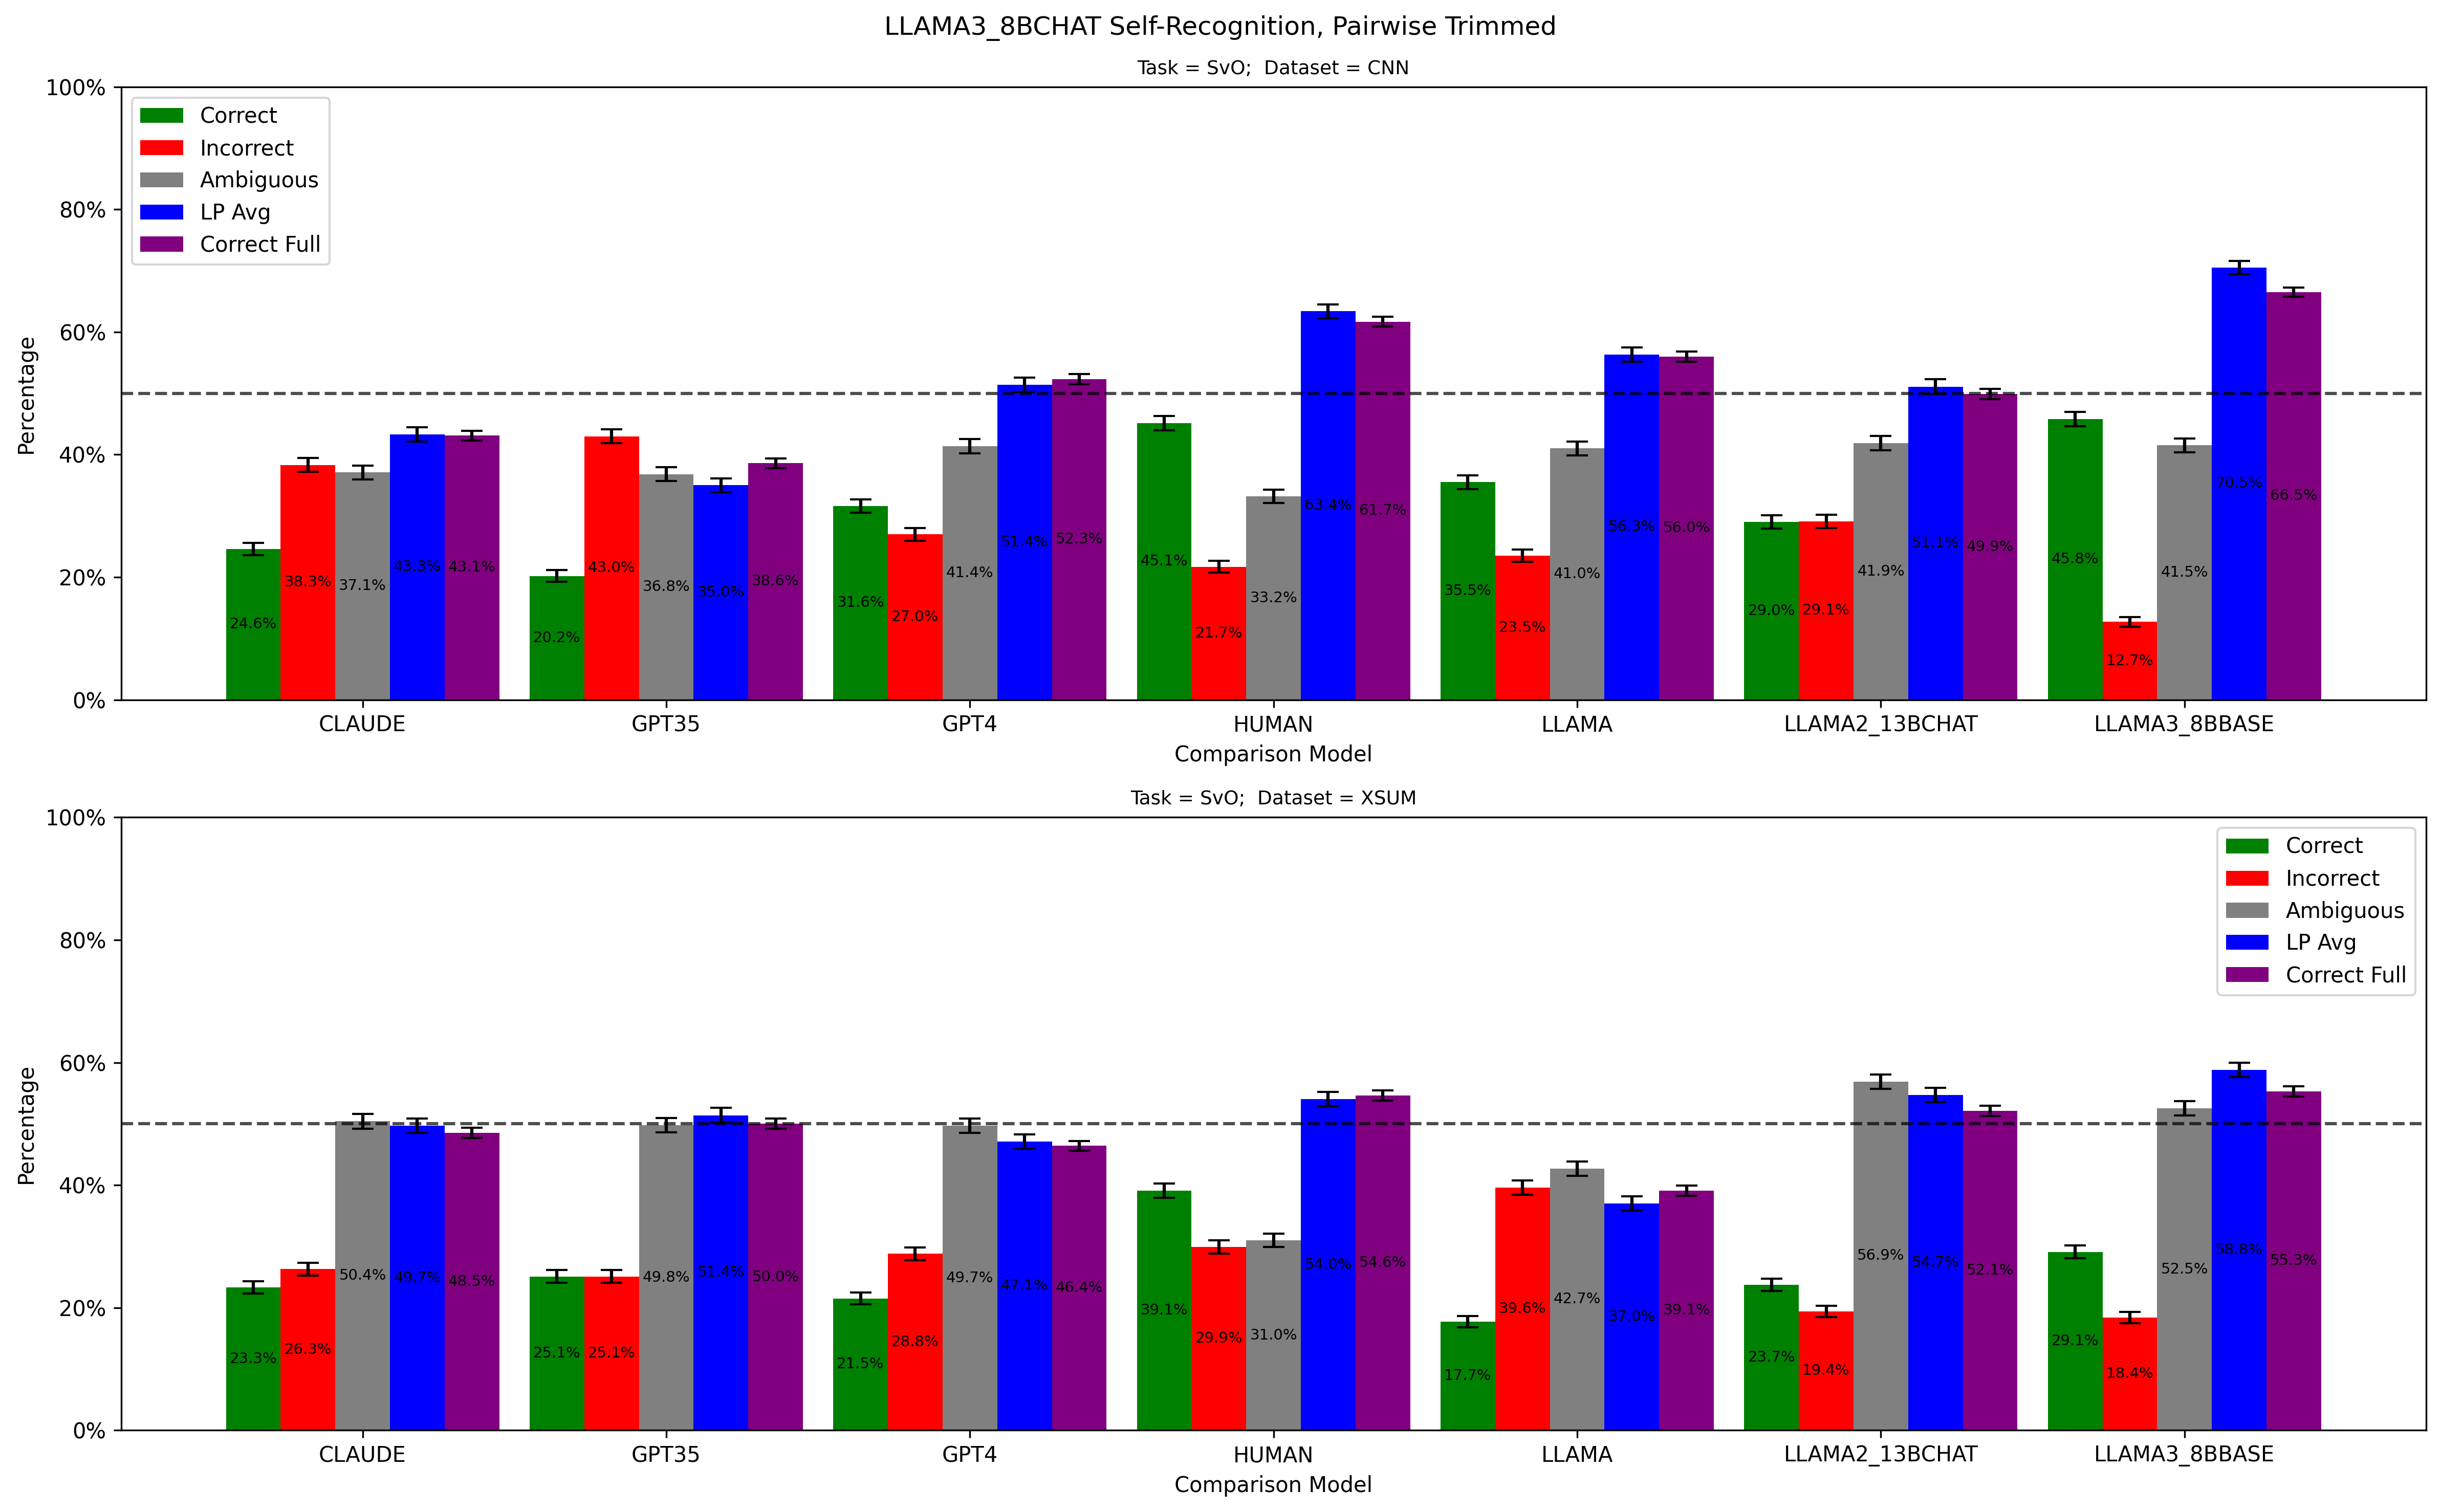 LLAMA3_8BCHAT Self-Recognition, Pairwise Trimmed
Task = SvO;  Dataset = CNN
100%
80%
60%
40%
20%
0%
Percentage
Correct
Incorrect
Ambiguous
LP Avg
Correct Full
24.6% 38.3% 37.1% 43.3% 43.1%
20.2% 43.0% 36.8% 35.0% 38.6%
31.6% 27.0% 41.4% 51.4% 52.3%
45.1% 21.7% 33.2% 63.4% 61.7%
35.5% 23.5% 41.0% 56.3% 56.0%
29.0% 29.1% 41.9% 51.1% 49.9%
45.8% 12.7% 41.5% 70.5% 66.5%
CLAUDE GPT35 GPT4 HUMAN LLAMA LLAMA2_13BCHAT LLAMA3_8BBASE
Comparison Model
Task = SvO;  Dataset = XSUM
100%
80%
60%
40%
20%
0%
Percentage
Correct
Incorrect
Ambiguous
LP Avg
Correct Full
23.3% 26.3% 50.4% 49.7% 48.5%
25.1% 25.1% 49.8% 51.4% 50.0%
21.5% 28.8% 49.7% 47.1% 46.4%
39.1% 29.9% 31.0% 54.0% 54.6%
17.7% 39.6% 42.7% 37.0% 39.1%
23.7% 19.4% 56.9% 54.7% 52.1%
29.1% 18.4% 52.5% 58.8% 55.3%
CLAUDE GPT35 GPT4 HUMAN LLAMA LLAMA2_13BCHAT LLAMA3_8BBASE
Comparison Model